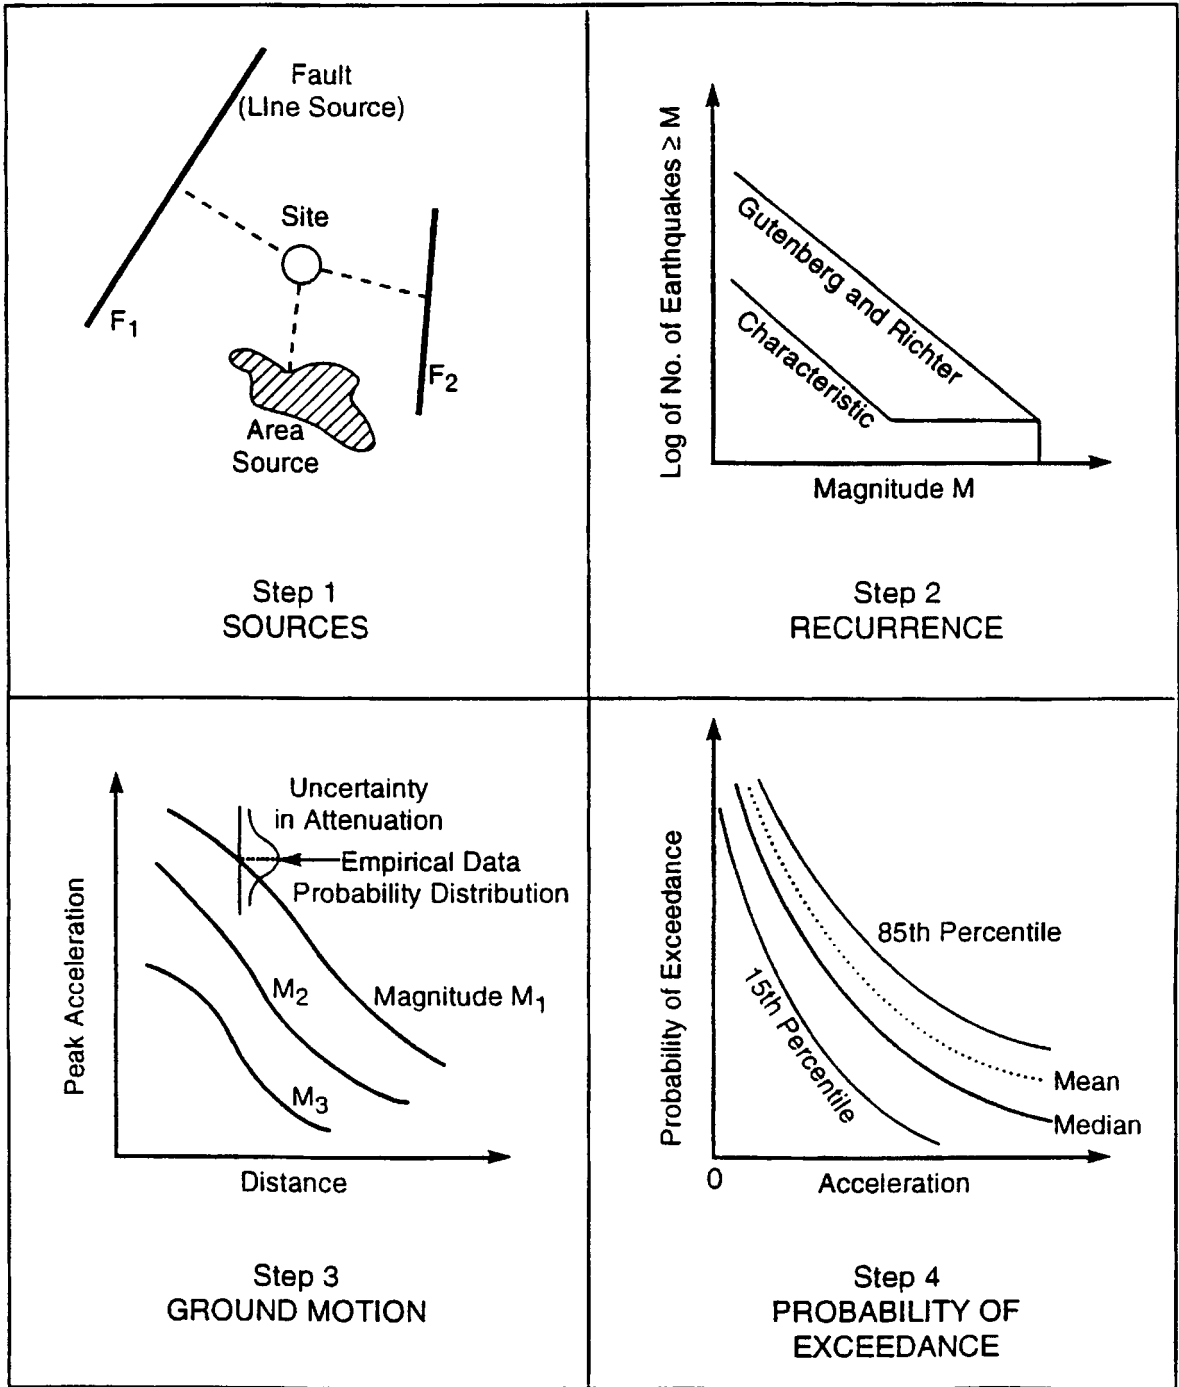 Fault
(Line Source)
Site
F1
F2
Area
Source
Step 1
SOURCES
Log of No. of Earthquakes ≥ M
Gutenberg and Richter
Characteristic
Magnitude M
Step 2
RECURRENCE
Peak Acceleration
Uncertainty
in Attenuation
Empirical Data
Probability Distribution
Magnitude M1
M2
M3
Distance
Step 3
GROUND MOTION
Probability of Exceedance
85th Percentile
15th Percentile
Mean
Median
0
Acceleration
Step 4
PROBABILITY OF
EXCEEDANCE